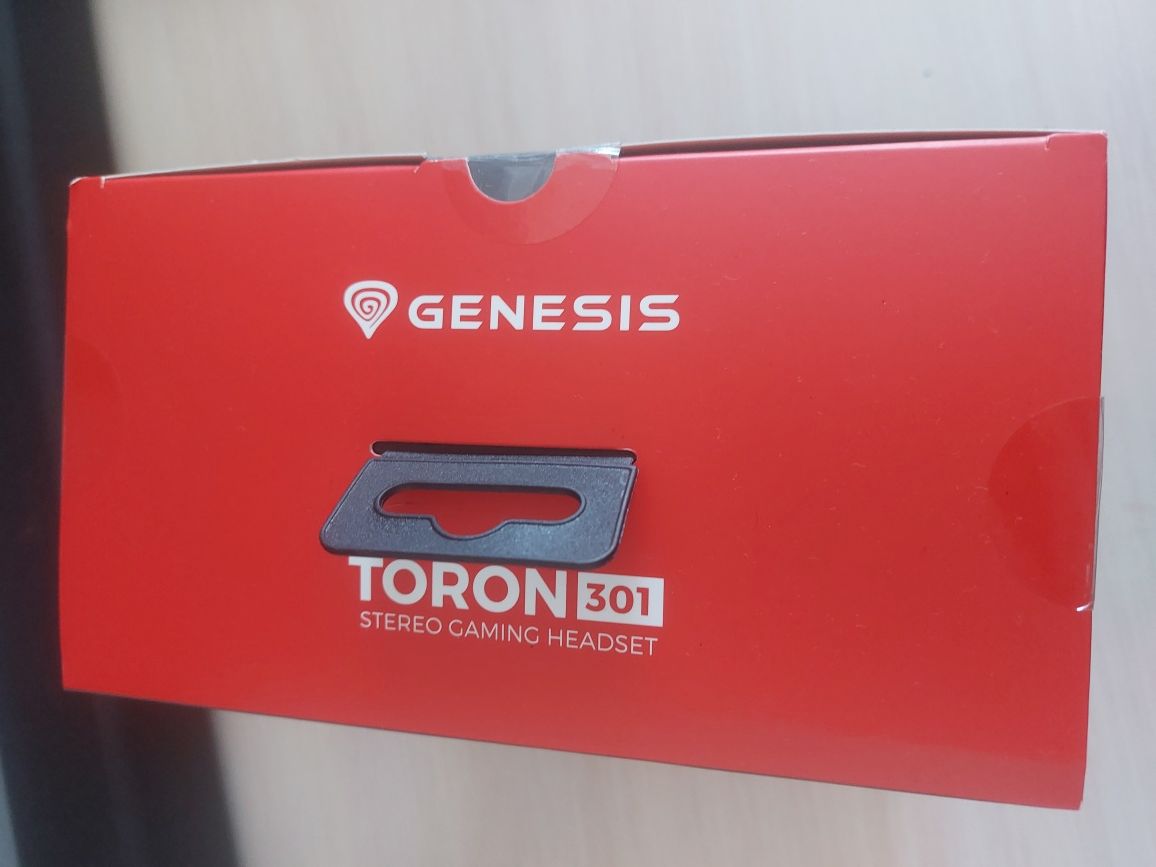 GENESIS
TORON 301
STEREO GAMING HEADSET